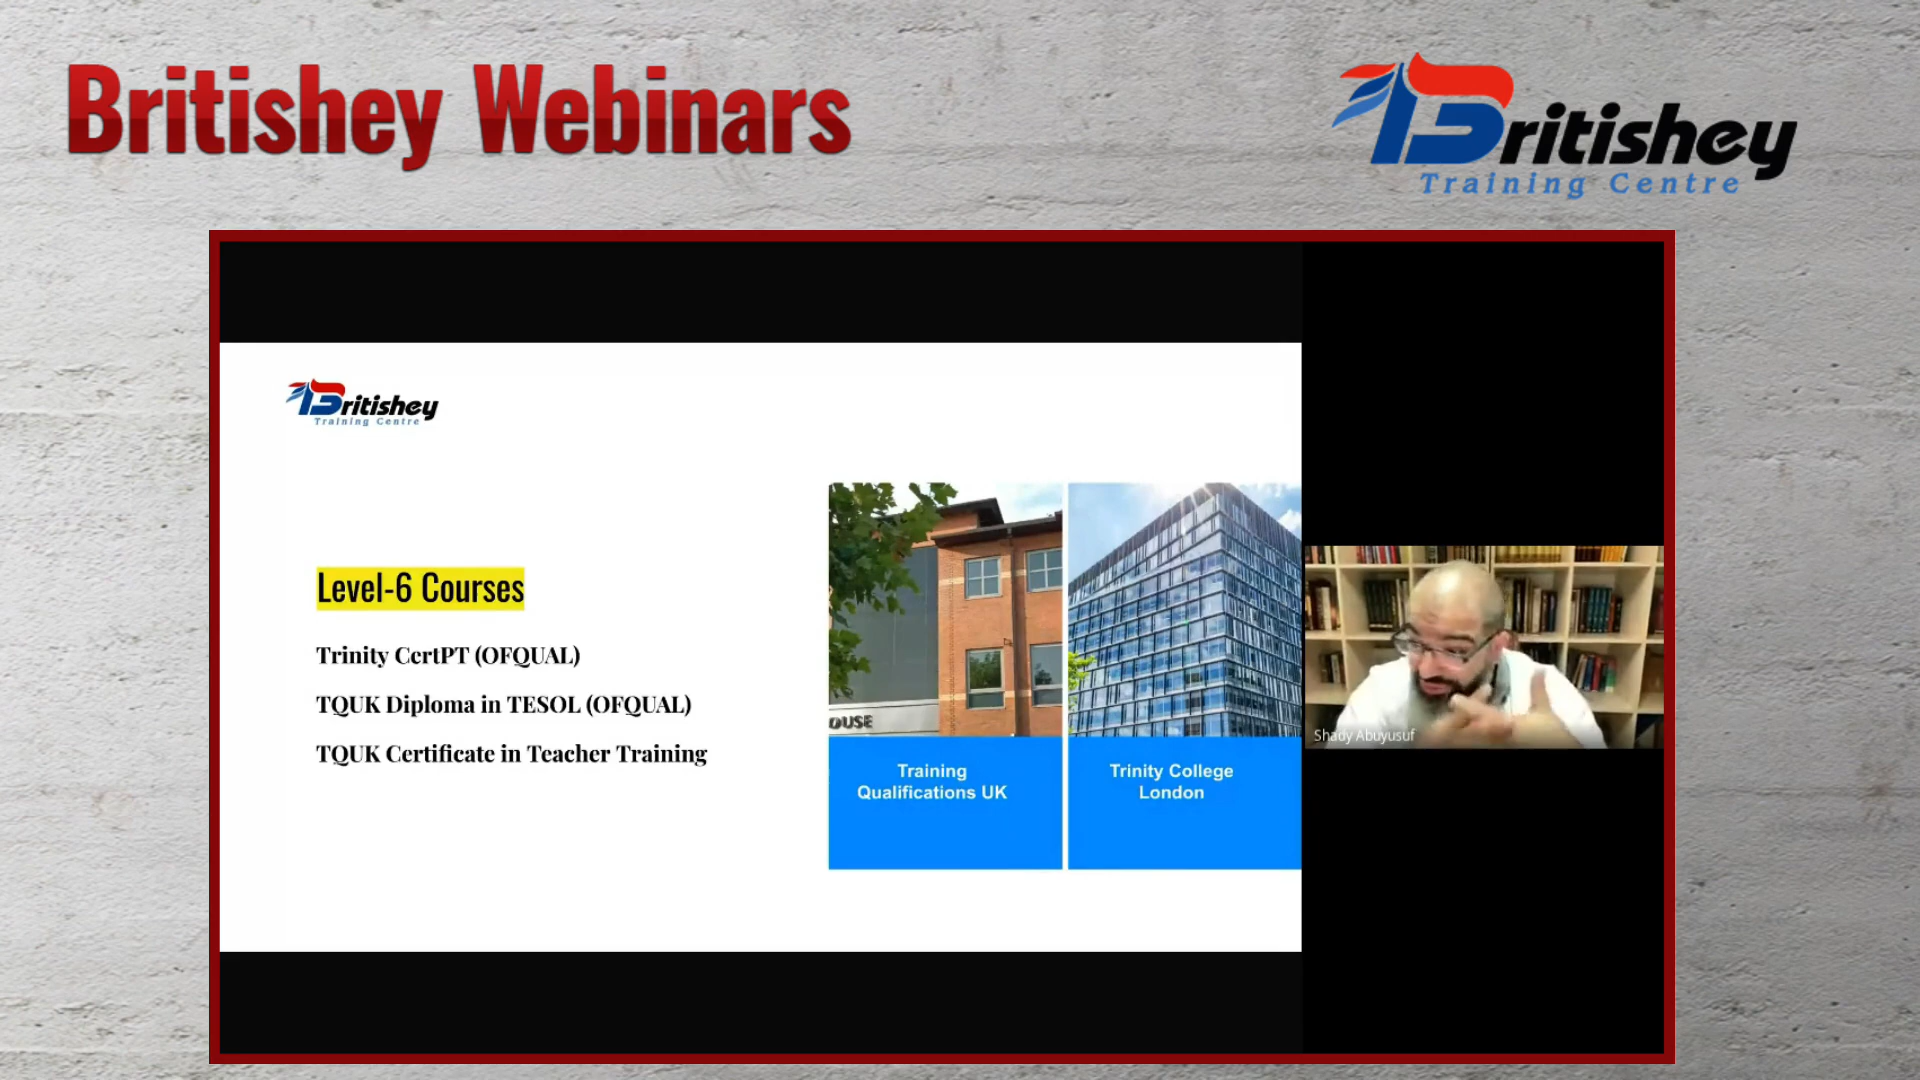 Britishey Webinars
Britishey
Training Centre
Britishey
Training Centre
Level-6 Courses
Trinity CertPT (OFQUAL)
TQUK Diploma in TESOL (OFQUAL)
TQUK Certificate in Teacher Training
OUSE
Training
Qualifications UK
Trinity College
London
Shady Abuyusuf